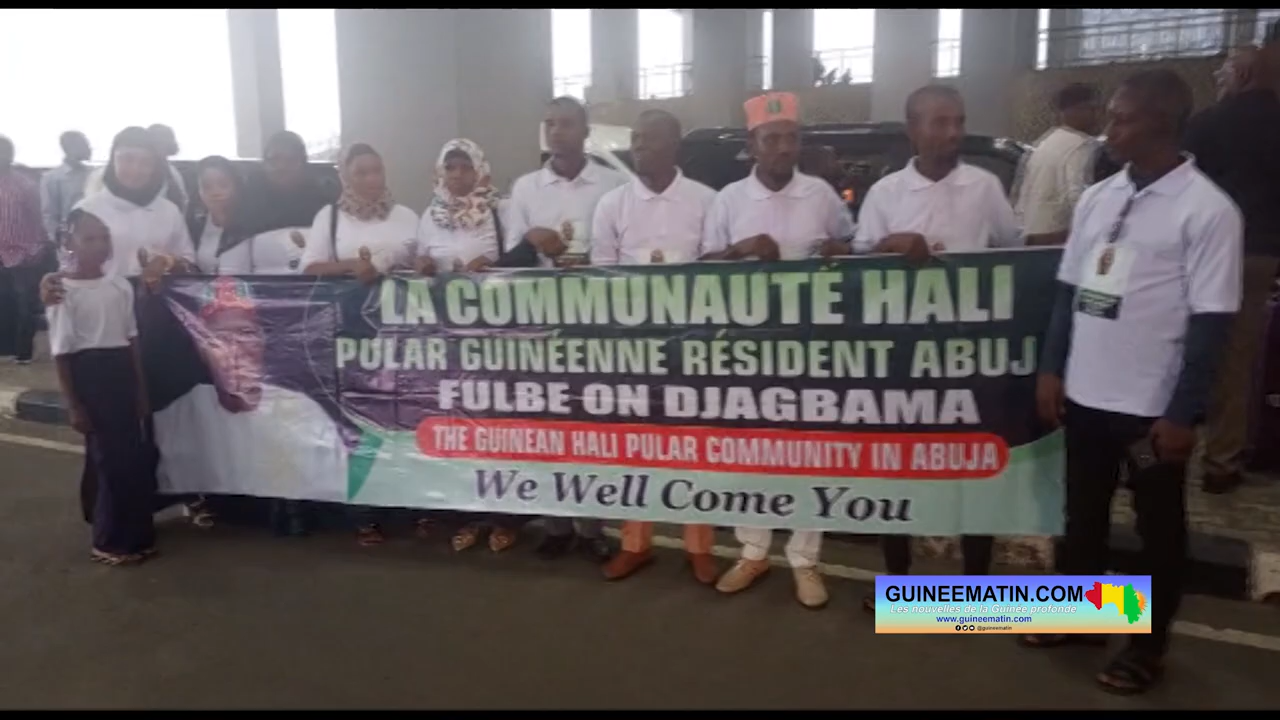 LA COMMUNAUTÉ HALI
PULAR GUINÉENNE RÉSIDENT ABUJ
FULBE ON DJAGBAMA
THE GUINEAN HALI PULAR COMMUNITY IN ABUJA
We Well Come You
GUINEEMATIN.COM
Les nouvelles de la Guinée profonde.
www.guineematin.com
@guineematin